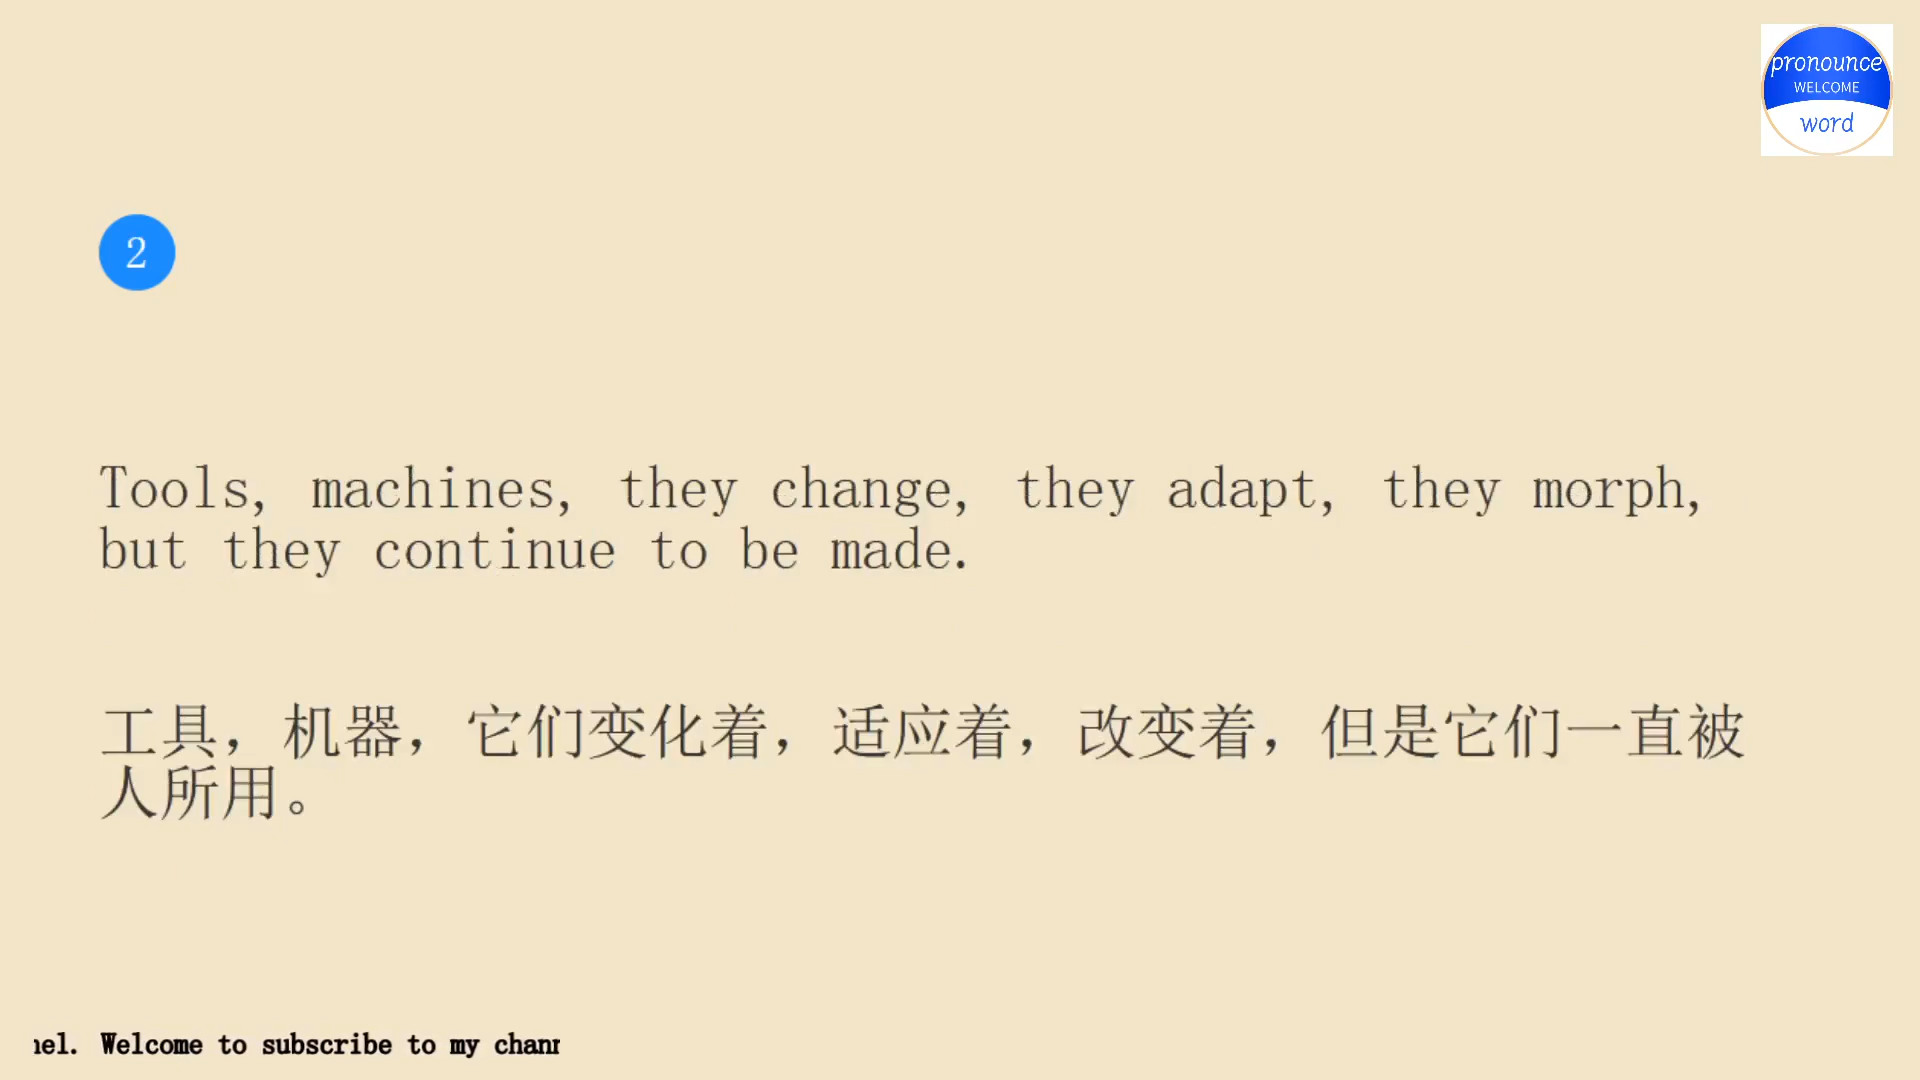 pronounce
WELCOME
word
2
Tools, machines, they change, they adapt, they morph,
but they continue to be made.
工具，机器，它们变化着，适应着，改变着，但是它们一直被
人所用。
nel. Welcome to subscribe to my chann